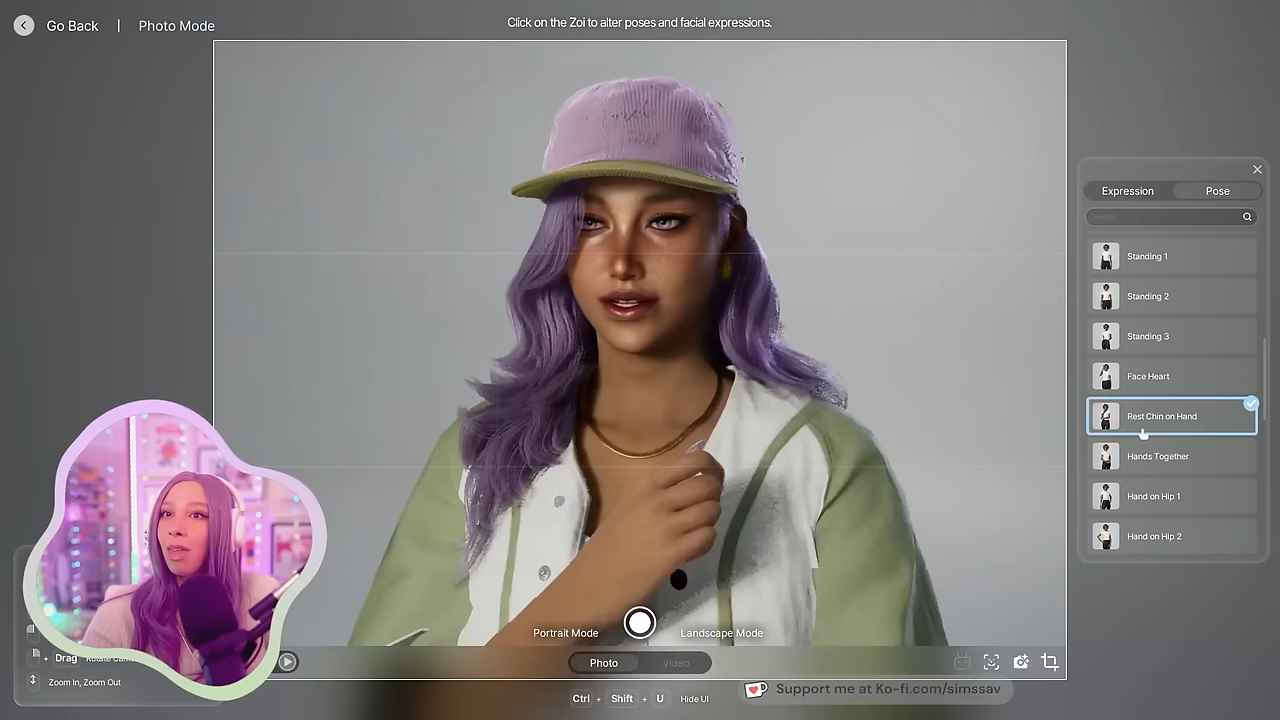 Go Back | Photo Mode
Click on the Zoi to alter poses and facial expressions.
Expression
Pose
Search
Standing 1
Standing 2
Standing 3
Face Heart
Rest Chin on Hand
Hands Together
Hand on Hip 1
Hand on Hip 2
Portrait Mode
Landscape Mode
Photo
Video
+ Drag
Zoom In, Zoom Out
Ctrl + Shift + U Hide UI
Support me at Ko-fi.com/simssav